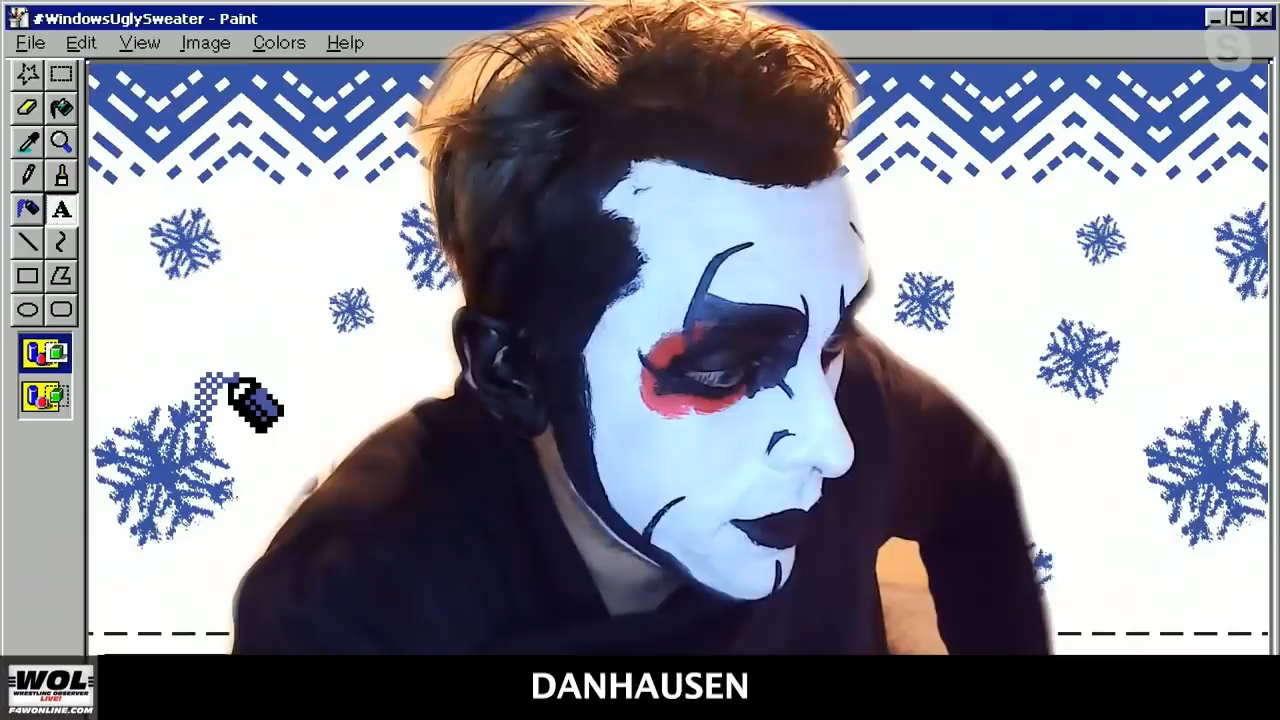 #WindowsUglySweater - Paint
File Edit View Image Colors Help
A
S
WOL
WRESTLING OBSERVER
LIVE!
F4WONLINE.COM
DANHAUSEN